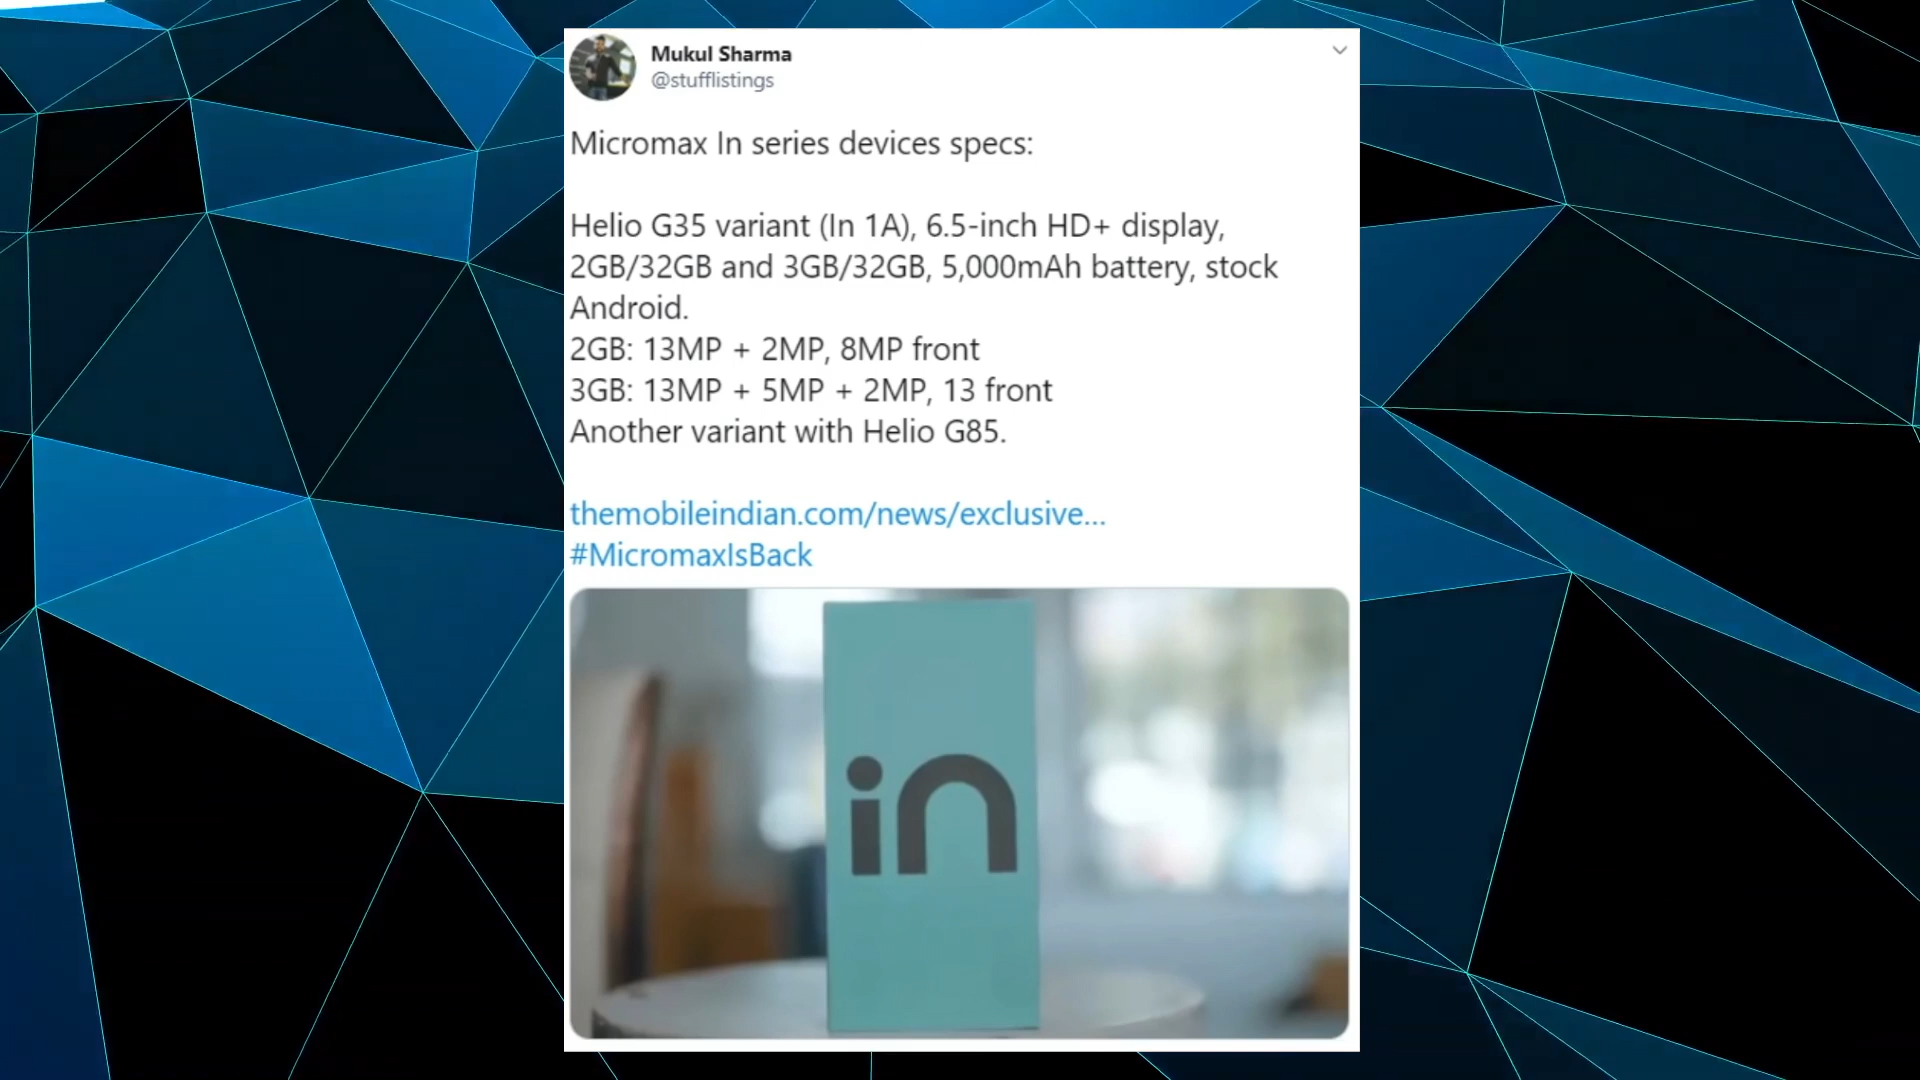 Mukul Sharma
@stufflistings
Micromax In series devices specs:
Helio G35 variant (In 1A), 6.5-inch HD+ display,
2GB/32GB and 3GB/32GB, 5,000mAh battery, stock
Android.
2GB: 13MP + 2MP, 8MP front
3GB: 13MP + 5MP + 2MP, 13 front
Another variant with Helio G85.
themobileindian.com/news/exclusive...
#MicromaxIsBack
in